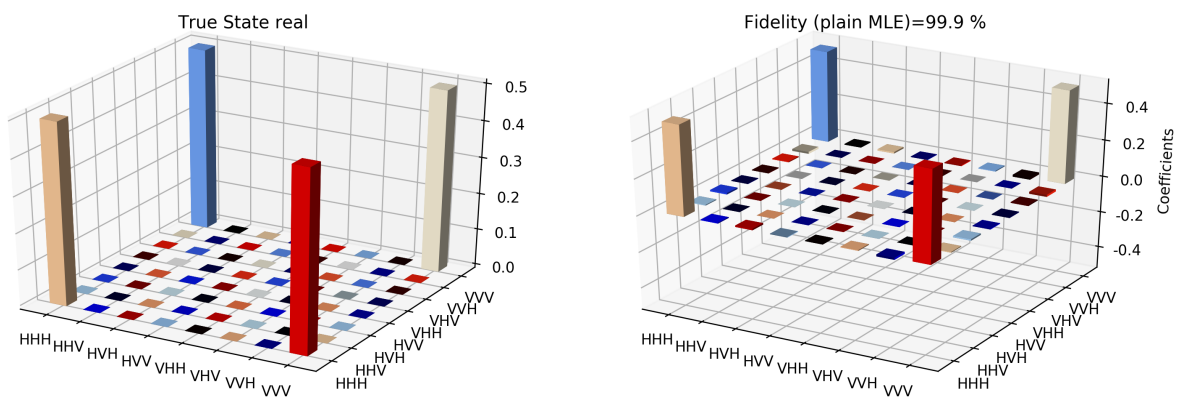 True State real
0.5
0.4
0.3
0.2
0.1
0.0
HHH
HHV
HVH
HVV
VHH
VHV
VVH
VVV
HHH
HHV
HVH
HVV
VHH
VHV
VVH
VVV
Fidelity (plain MLE)=99.9 %
0.4
0.2
0.0
-0.2
-0.4
Coefficients
HHH
HHV
HVH
HVV
VHH
VHV
VVH
VVV
HHH
HHV
HVH
HVV
VHH
VHV
VVH
VVV